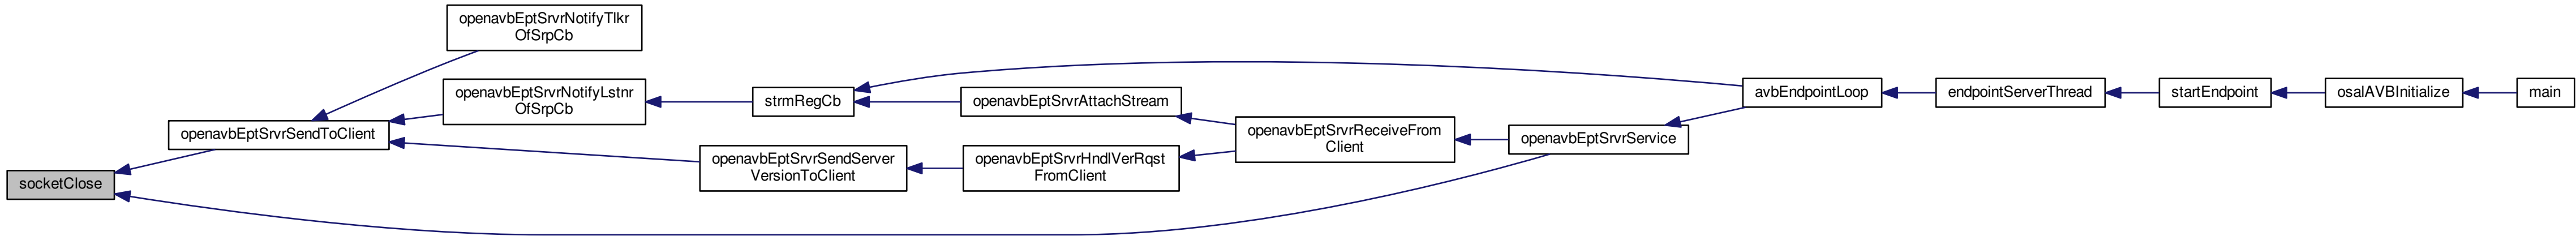 openavbEptSrvrNotifyTlkr
OfSrpCb
openavbEptSrvrNotifyLstnr
OfSrpCb
strmRegCb
openavbEptSrvrAttachStream
avbEndpointLoop
endpointServerThread
startEndpoint
osalAVBInitialize
main
openavbEptSrvrSendToClient
openavbEptSrvrReceiveFrom
Client
openavbEptSrvrService
openavbEptSrvrSendServer
VersionToClient
openavbEptSrvrHndlVerRqst
FromClient
socketClose